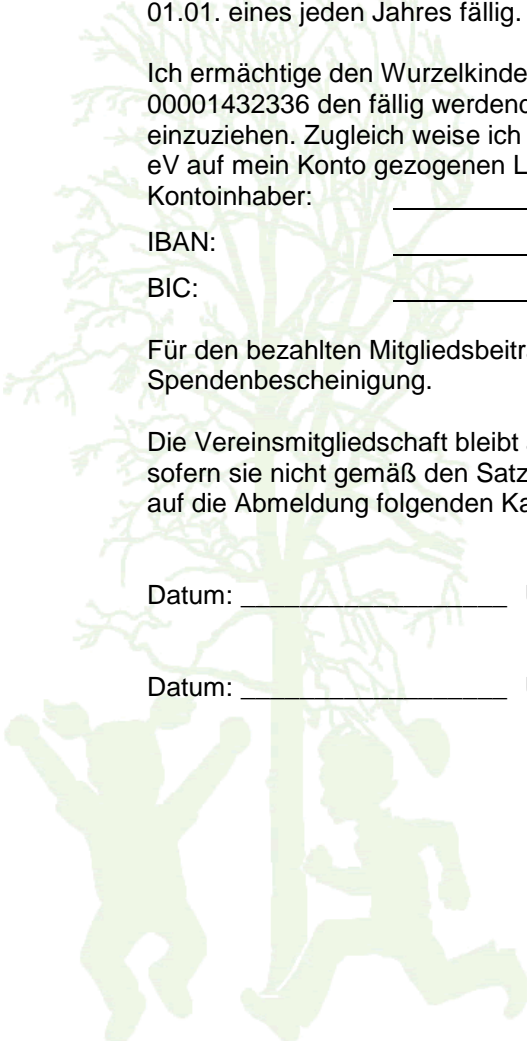 01.01. eines jeden Jahres fällig.
Ich ermächtige den Wurzelkinde
00001432336 den fällig werdend
einzuziehen. Zugleich weise ich
eV auf mein Konto gezogenen L
Kontoinhaber:
IBAN:
BIC:
Für den bezahlten Mitgliedsbeitr
Spendenbescheinigung.
Die Vereinsmitgliedschaft bleibt
sofern sie nicht gemäß den Satz
auf die Abmeldung folgenden Ka
Datum: ___________________
Datum: ___________________